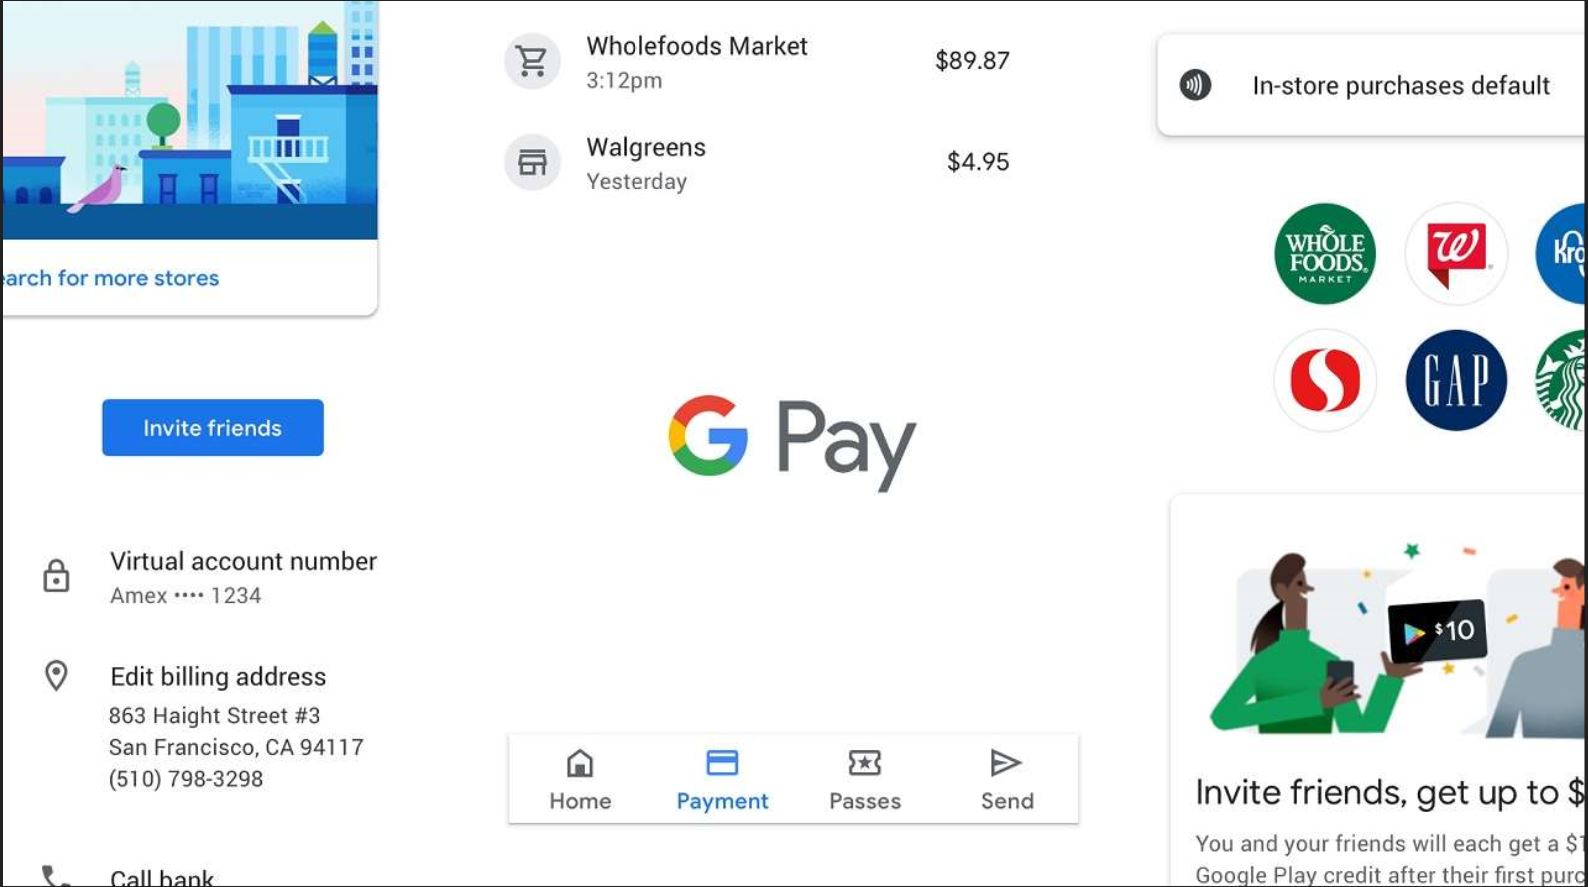 earch for more stores
Invite friends
Virtual account number
Amex •••• 1234
Edit billing address
863 Haight Street #3
San Francisco, CA 94117
(510) 798-3298
Call bank
Wholefoods Market
$89.87
3:12pm
Walgreens
$4.95
Yesterday
G Pay
Home
Payment
Passes
Send
In-store purchases default
WHOLE
FOODS
MARKET
W
Kro
GAP
$10
Invite friends, get up to $
You and your friends will each get a $1
Google Play credit after their first purc